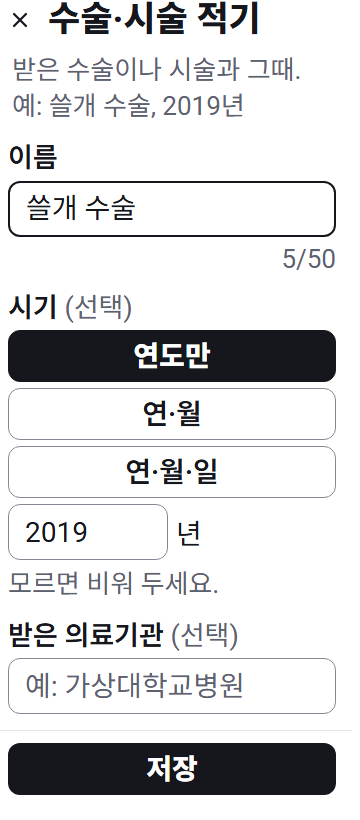 × 수술·시술 적기
받은 수술이나 시술과 그때.
예: 쓸개 수술, 2019년
이름
쓸개 수술
5/50
시기 (선택)
연도만
연·월
연·월·일
2019 년
모르면 비워 두세요.
받은 의료기관 (선택)
예: 가상대학교병원
저장